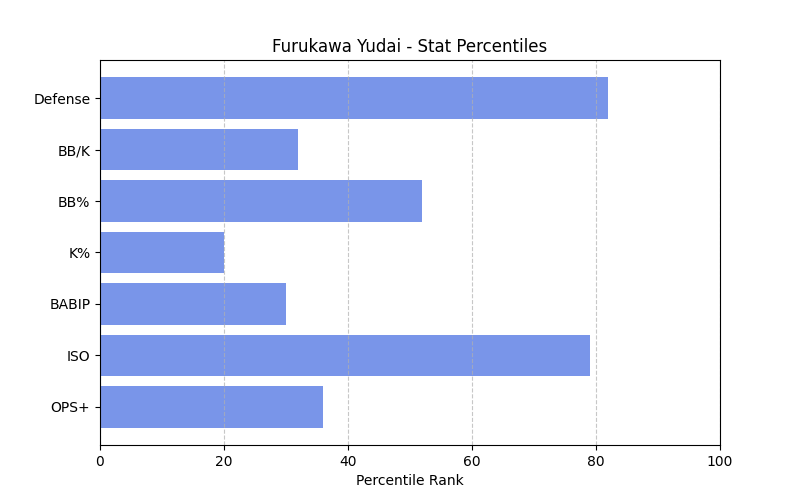 Furukawa Yudai - Stat Percentiles
Defense
BB/K
BB%
K%
BABIP
ISO
OPS+
0 20 40 60 80 100
Percentile Rank